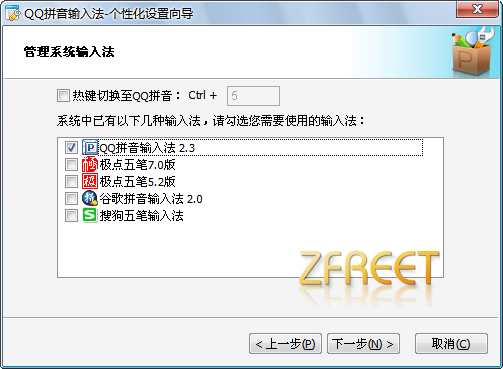 QQ拼音输入法-个性化设置向导
管理系统输入法
热键切换至QQ拼音： Ctrl + 5
系统中已有以下几种输入法，请勾选您需要使用的输入法：
QQ拼音输入法 2.3
极点五笔7.0版
极点五笔5.2版
谷歌拼音输入法 2.0
搜狗五笔输入法
ZFREET
< 上一步(P) 下一步(N) > 取消(C)